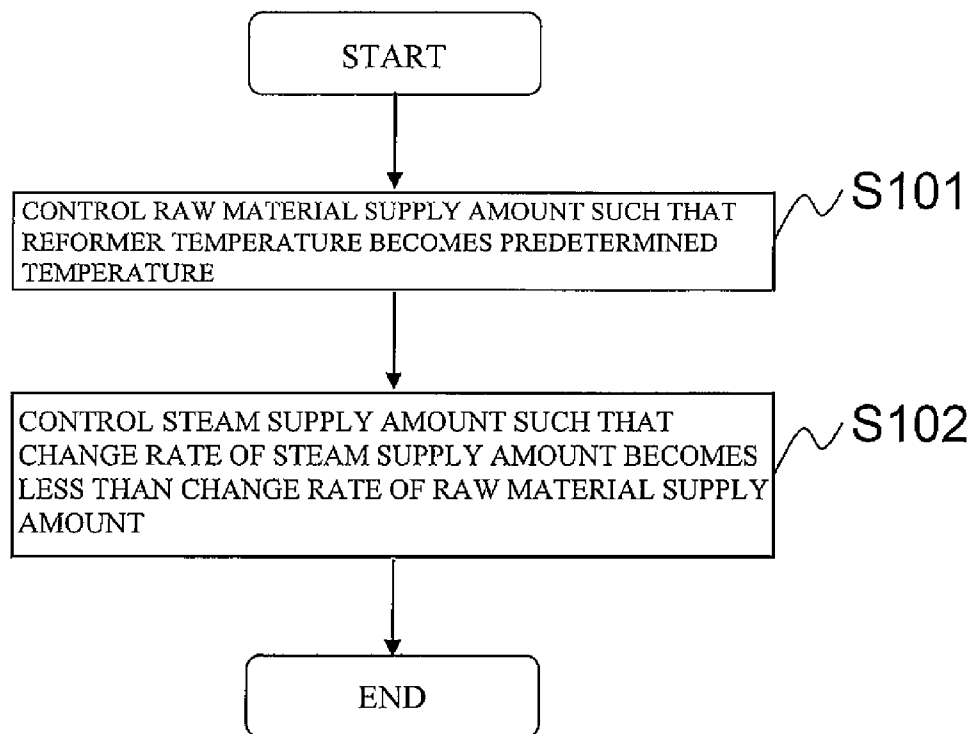 START
CONTROL RAW MATERIAL SUPPLY AMOUNT SUCH THAT
REFORMER TEMPERATURE BECOMES PREDETERMINED
TEMPERATURE
S101
CONTROL STEAM SUPPLY AMOUNT SUCH THAT
CHANGE RATE OF STEAM SUPPLY AMOUNT BECOMES
LESS THAN CHANGE RATE OF RAW MATERIAL SUPPLY
AMOUNT
S102
END